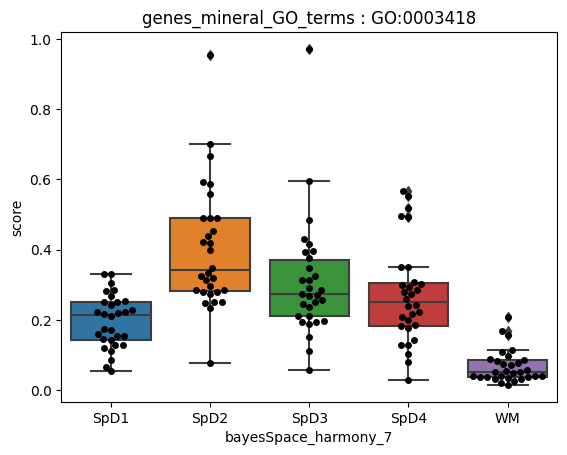 genes_mineral_GO_terms : GO:0003418
1.0
0.8
0.6
0.4
0.2
0.0
score
SpD1 SpD2 SpD3 SpD4 WM
bayesSpace_harmony_7